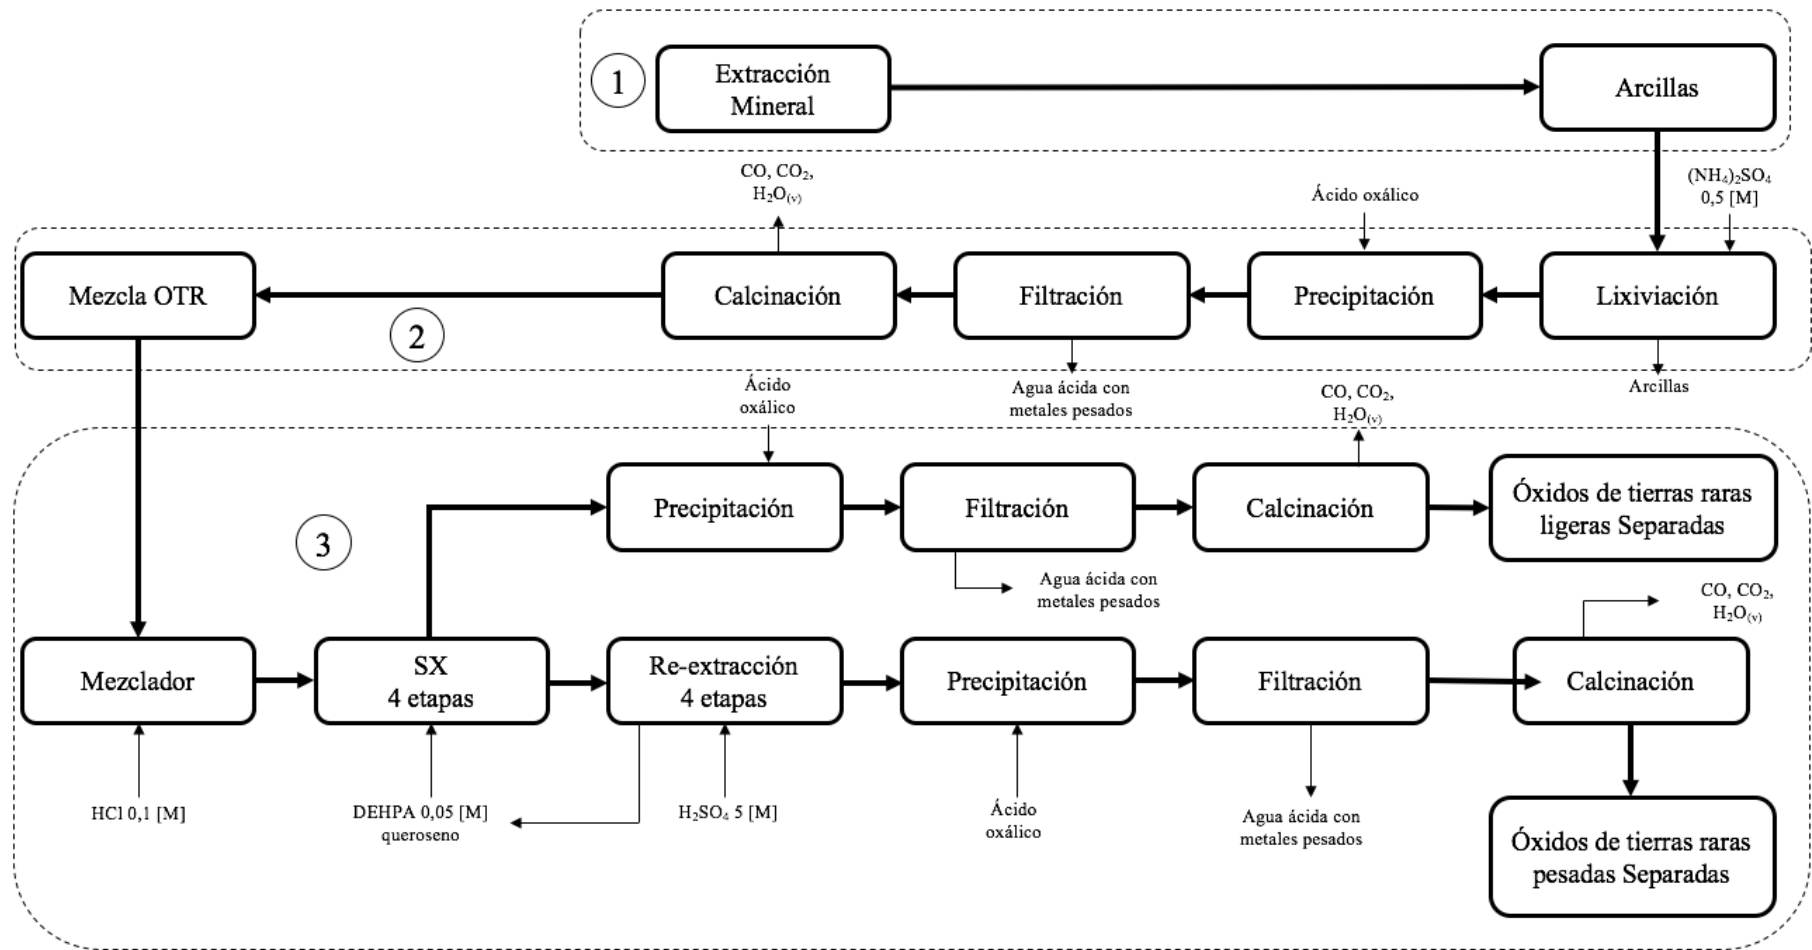 1
Extracción
Mineral
Arcillas
CO, CO₂,
H₂O₍ᵥ₎
Ácido oxálico
(NH₄)₂SO₄
0,5 [M]
Mezcla OTR
Calcinación
Filtración
Precipitación
Lixiviación
2
Ácido
oxálico
Agua ácida con
metales pesados
Arcillas
CO, CO₂,
H₂O₍ᵥ₎
3
Precipitación
Filtración
Calcinación
Óxidos de tierras raras
ligeras Separadas
Agua ácida con
metales pesados
CO, CO₂,
H₂O₍ᵥ₎
Mezclador
SX
4 etapas
Re-extracción
4 etapas
Precipitación
Filtración
Calcinación
HCl 0,1 [M]
DEHPA 0,05 [M]
queroseno
H₂SO₄ 5 [M]
Ácido
oxálico
Agua ácida con
metales pesados
Óxidos de tierras raras
pesadas Separadas